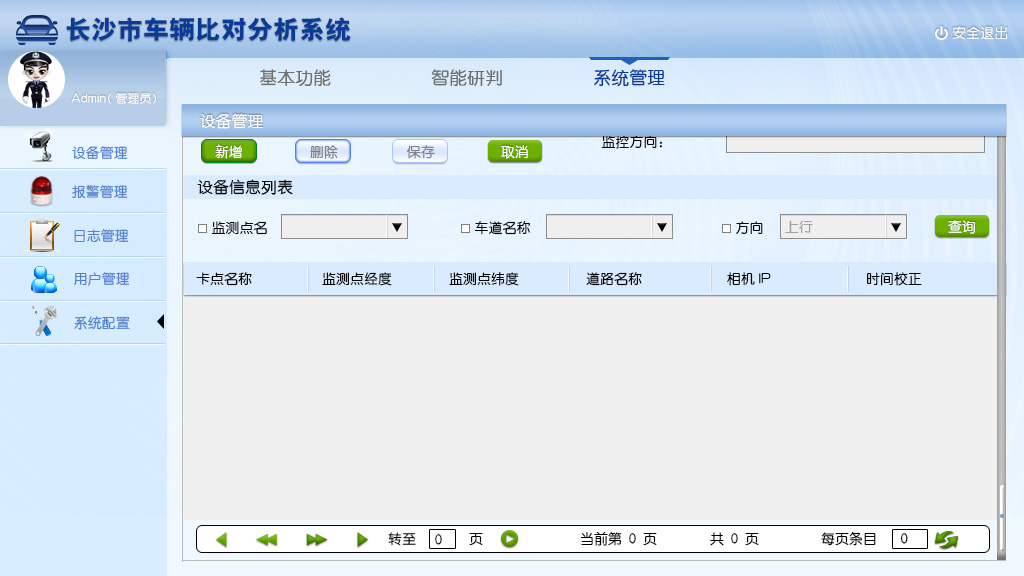 长沙市车辆比对分析系统
安全退出
Admin( 管理员)
基本功能 智能研判 系统管理
设备管理
报警管理
日志管理
用户管理
系统配置
设备管理
新增 删除 保存 取消 监控方向:
设备信息列表
监测点名 车道名称 方向 上行 查询
卡点名称 监测点经度 监测点纬度 道路名称 相机 IP 时间校正
转至 0 页 当前第 0 页 共 0 页 每页条目 0